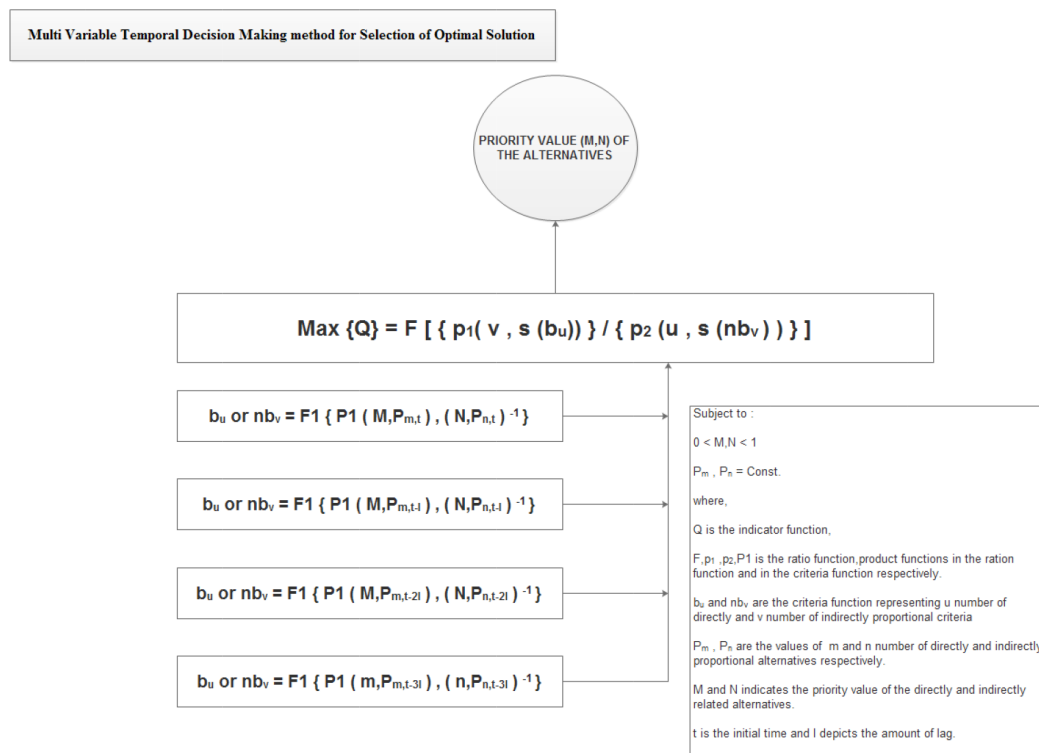 Multi Variable Temporal Decision Making method for Selection of Optimal Solution
PRIORITY VALUE (M,N) OF
THE ALTERNATIVES
Max {Q} = F [ { p₁( v , s (bᵤ)) } / { p₂ (u , s (nbᵥ ) ) } ]
bᵤ or nbᵥ = F1 { P1 ( M,Pm,t ) , ( N,Pn,t ) ⁻¹ }
bᵤ or nbᵥ = F1 { P1 ( M,Pm,t-l ) , ( N,Pn,t-l ) ⁻¹ }
bᵤ or nbᵥ = F1 { P1 ( M,Pm,t-2l ) , ( N,Pn,t-2l ) ⁻¹ }
bᵤ or nbᵥ = F1 { P1 ( m,Pm,t-3l ) , ( n,Pn,t-3l ) ⁻¹ }
Subject to :
0 < M,N < 1
Pₘ , Pₙ = Const.
where,
Q is the indicator function,
F,p₁ ,p₂,P1 is the ratio function,product functions in the ration
function and in the criteria function respectively.
bᵤ and nbᵥ are the criteria function representing u number of
directly and v number of indirectly proportional criteria
Pₘ , Pₙ are the values of m and n number of directly and indirectly
proportional alternatives respectively.
M and N indicates the priority value of the directly and indirectly
related alternatives.
t is the initial time and l depicts the amount of lag.